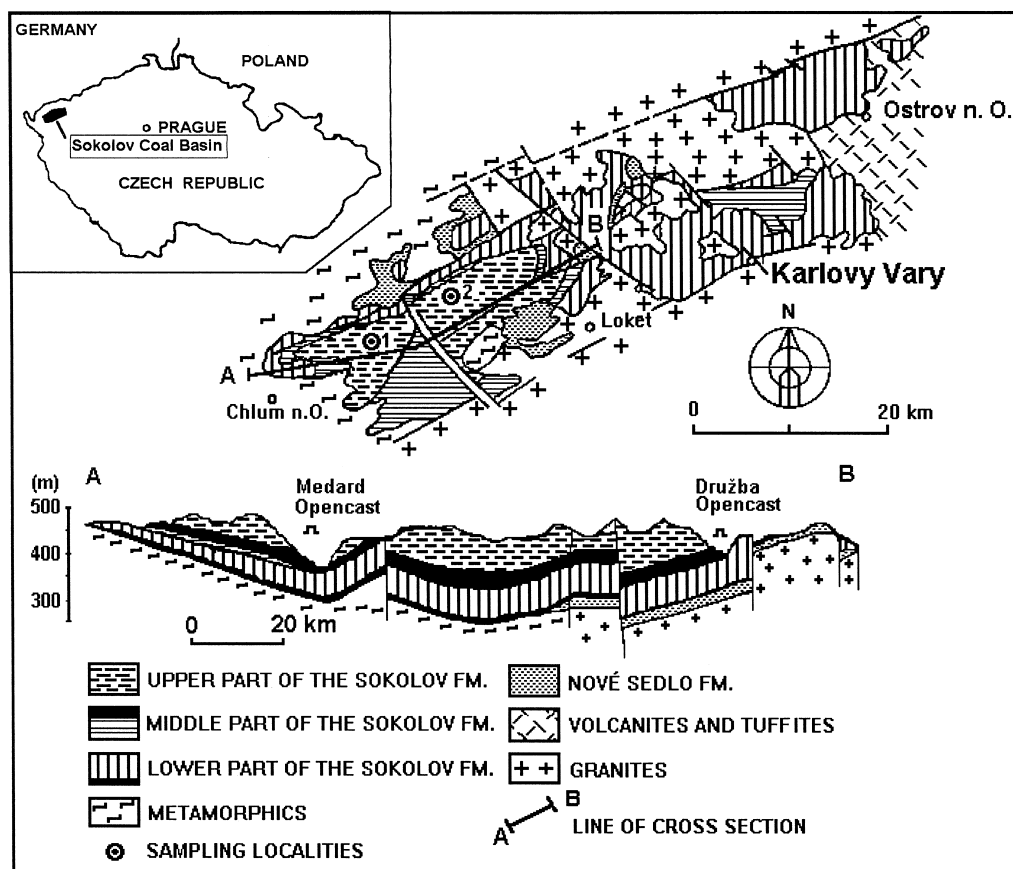 GERMANY
POLAND
PRAGUE
Sokolov Coal Basin
CZECH REPUBLIC
Ostrov n. O.
B
Karlovy Vary
2
Loket
N
1
A
Chlum n.O.
0 20 km
A B
(m)
Medard
Opencast
Družba
Opencast
500
400
300
0 20 km
UPPER PART OF THE SOKOLOV FM.
NOVÉ SEDLO FM.
MIDDLE PART OF THE SOKOLOV FM.
VOLCANITES AND TUFFITES
LOWER PART OF THE SOKOLOV FM.
GRANITES
METAMORPHICS
B
A
LINE OF CROSS SECTION
SAMPLING LOCALITIES